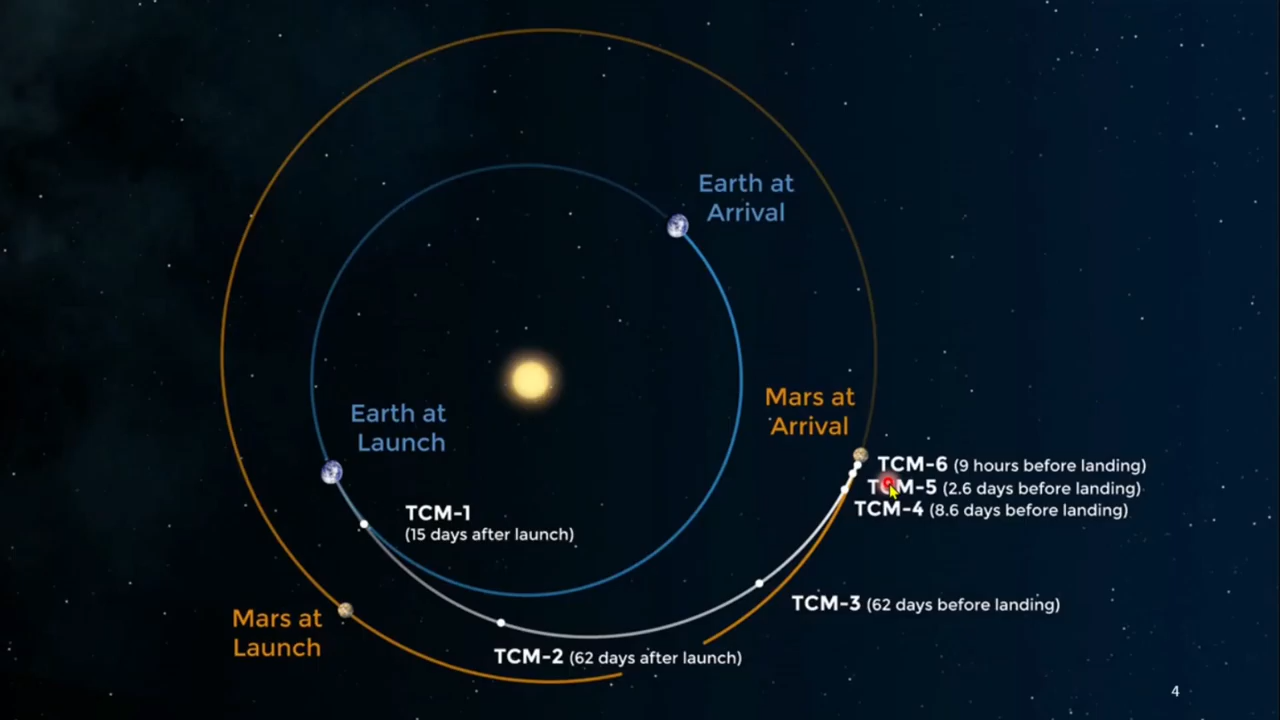 Earth at
Arrival
Earth at
Launch
Mars at
Arrival
TCM-6 (9 hours before landing)
TCM-5 (2.6 days before landing)
TCM-4 (8.6 days before landing)
TCM-1
(15 days after launch)
TCM-3 (62 days before landing)
Mars at
Launch
TCM-2 (62 days after launch)
4